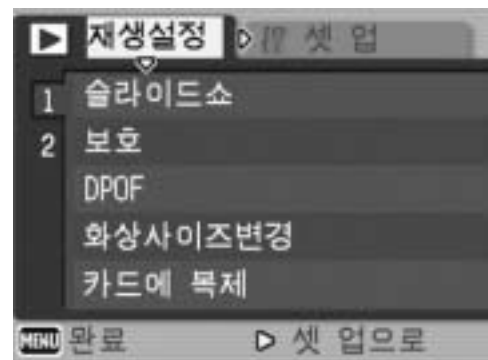 재생설정 셋 업
1 슬라이드쇼
2 보호
DPOF
화상사이즈변경
카드에 복제
MENU 완료 셋 업으로